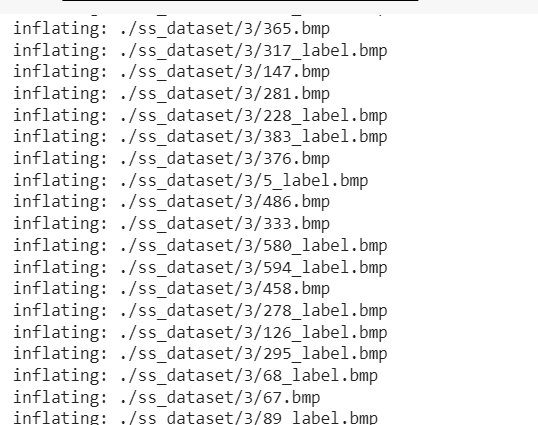 inflating: ./ss_dataset/3/365.bmp
inflating: ./ss_dataset/3/317_label.bmp
inflating: ./ss_dataset/3/147.bmp
inflating: ./ss_dataset/3/281.bmp
inflating: ./ss_dataset/3/228_label.bmp
inflating: ./ss_dataset/3/383_label.bmp
inflating: ./ss_dataset/3/376.bmp
inflating: ./ss_dataset/3/5_label.bmp
inflating: ./ss_dataset/3/486.bmp
inflating: ./ss_dataset/3/333.bmp
inflating: ./ss_dataset/3/580_label.bmp
inflating: ./ss_dataset/3/594_label.bmp
inflating: ./ss_dataset/3/458.bmp
inflating: ./ss_dataset/3/278_label.bmp
inflating: ./ss_dataset/3/126_label.bmp
inflating: ./ss_dataset/3/295_label.bmp
inflating: ./ss_dataset/3/68_label.bmp
inflating: ./ss_dataset/3/67.bmp
inflating: ./ss_dataset/3/89_label.bmp